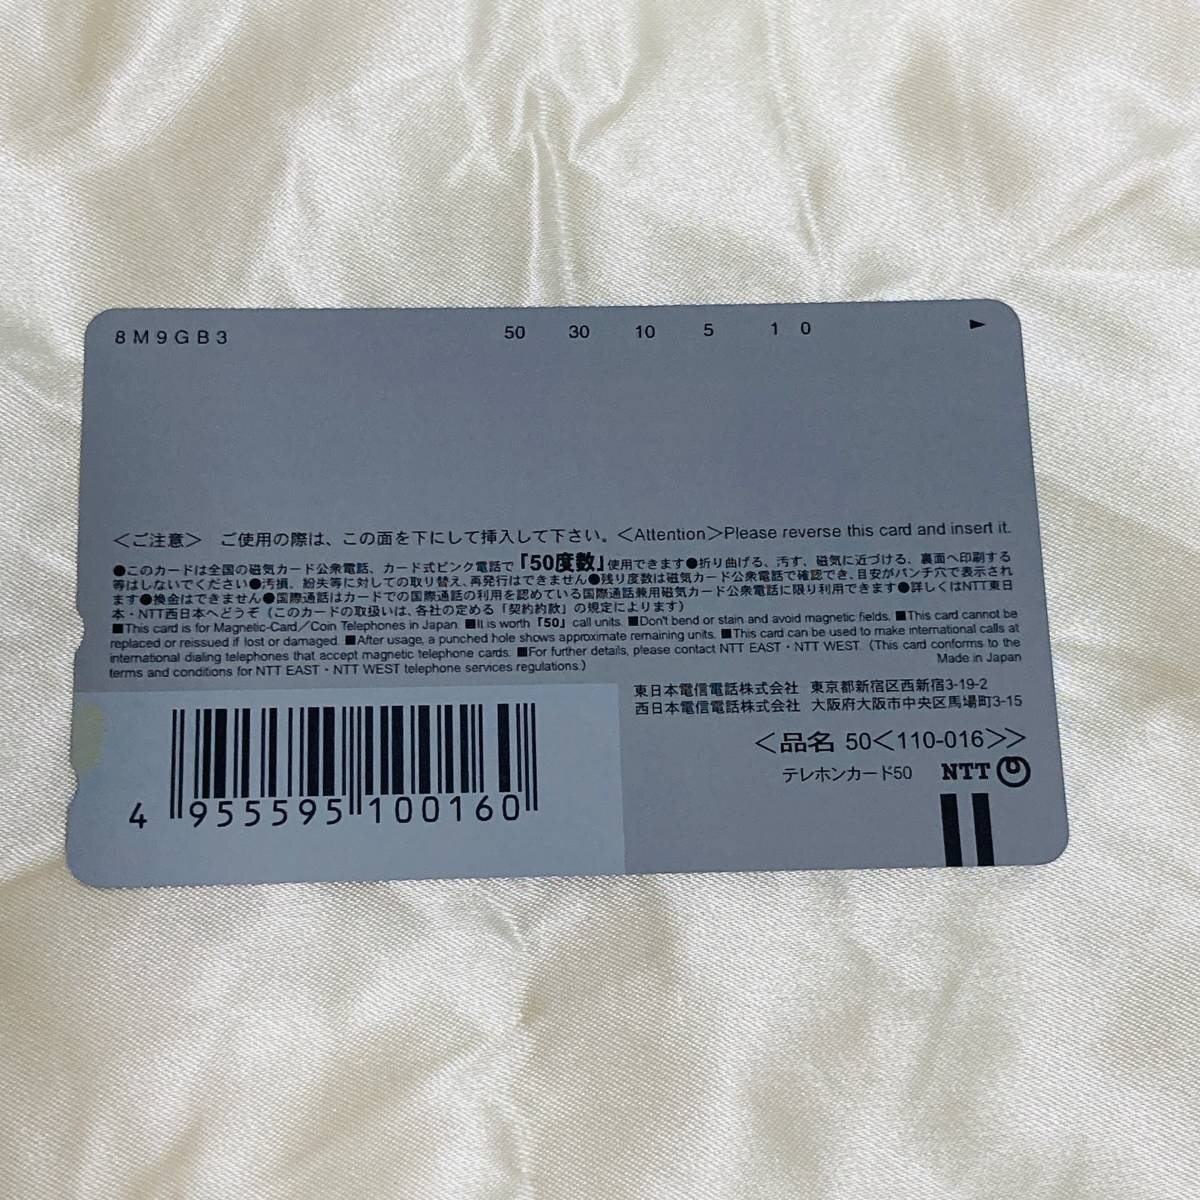 8M9GB3 50 30 10 5 1 0
＜ご注意＞ ご使用の際は、この面を下にして挿入して下さい。＜Attention＞Please reverse this card and insert it.
●このカードは全国の磁気カード公衆電話、カード式ピンク電話で「50度数」使用できます●折り曲げる、汚す、磁気に近づける、裏面へ印刷する
等はしないでください●汚損、紛失等に対しての取り替え、再発行はできません●残り度数は磁気カード公衆電話で確認でき、目安がパンチ穴で表示され
ます●換金はできません●国際通話はカードでの国際通話の利用を認めている国際通話兼用磁気カード公衆電話に限り利用できます●詳しくはNTT東日
本・NTT西日本へどうぞ（このカードの取扱いは、各社の定める「契約約款」の規定によります）
■This card is for Magnetic-Card／Coin Telephones in Japan. ■It is worth「50」call units. ■Don't bend or stain and avoid magnetic fields. ■This card cannot be
replaced or reissued if lost or damaged. ■After usage, a punched hole shows approximate remaining units. ■This card can be used to make international calls at
international dialing telephones that accept magnetic telephone cards. ■For further details, please contact NTT EAST・NTT WEST. (This card conforms to the
terms and conditions for NTT EAST・NTT WEST telephone services regulations.)
Made in Japan
東日本電信電話株式会社 東京都新宿区西新宿3-19-2
西日本電信電話株式会社 大阪府大阪市中央区馬場町3-15
＜品名 50＜110-016＞＞
テレホンカード50 NTT
4 955595 100160